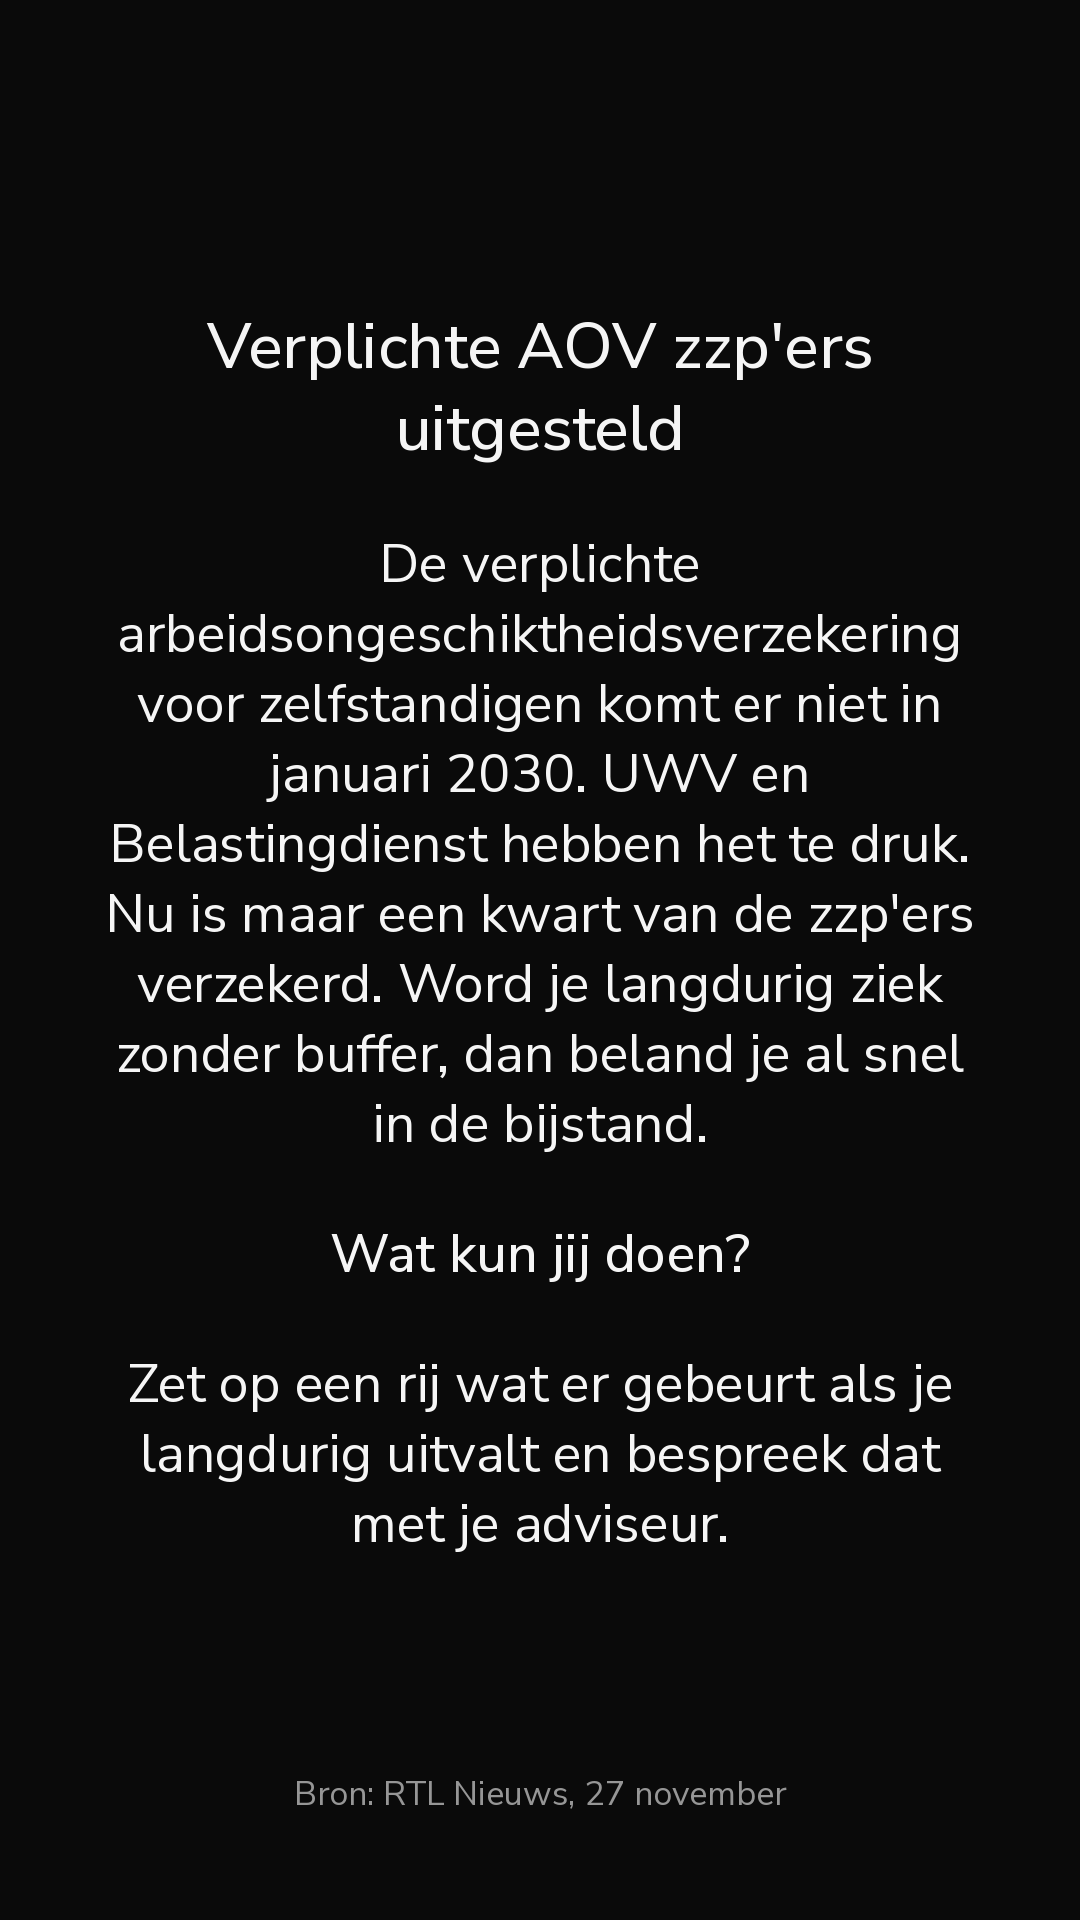 Verplichte AOV zzp'ers
uitgesteld
De verplichte
arbeidsongeschiktheidsverzekering
voor zelfstandigen komt er niet in
januari 2030. UWV en
Belastingdienst hebben het te druk.
Nu is maar een kwart van de zzp'ers
verzekerd. Word je langdurig ziek
zonder buffer, dan beland je al snel
in de bijstand.
Wat kun jij doen?
Zet op een rij wat er gebeurt als je
langdurig uitvalt en bespreek dat
met je adviseur.
Bron: RTL Nieuws, 27 november